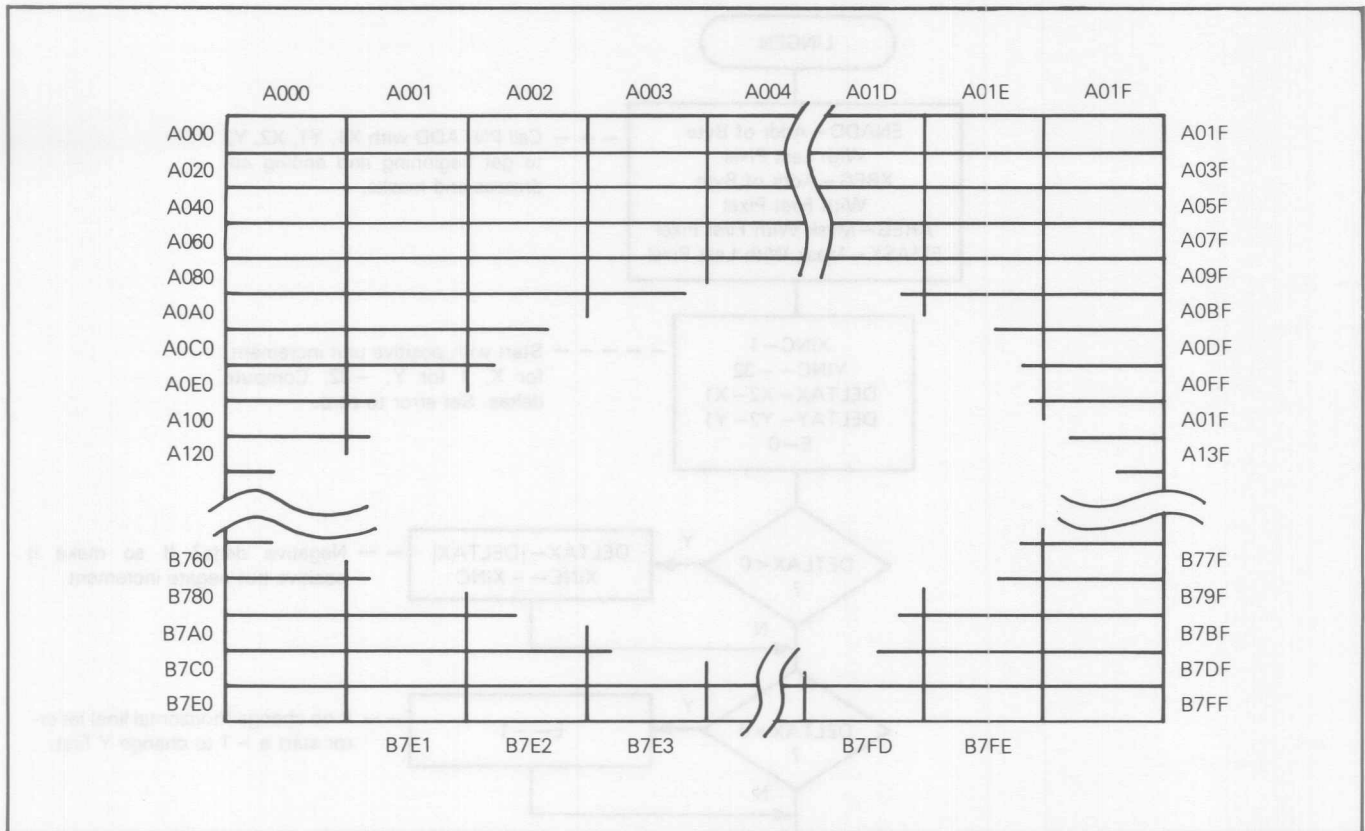 A000 A001 A002 A003 A004 A01D A01E A01F
A000 A01F
A020 A03F
A040 A05F
A060 A07F
A080 A09F
A0A0 A0BF
A0C0 A0DF
A0E0 A0FF
A100 A01F
A120 A13F
B760 B77F
B780 B79F
B7A0 B7BF
B7C0 B7DF
B7E0 B7FF
B7E1 B7E2 B7E3 B7FD B7FE